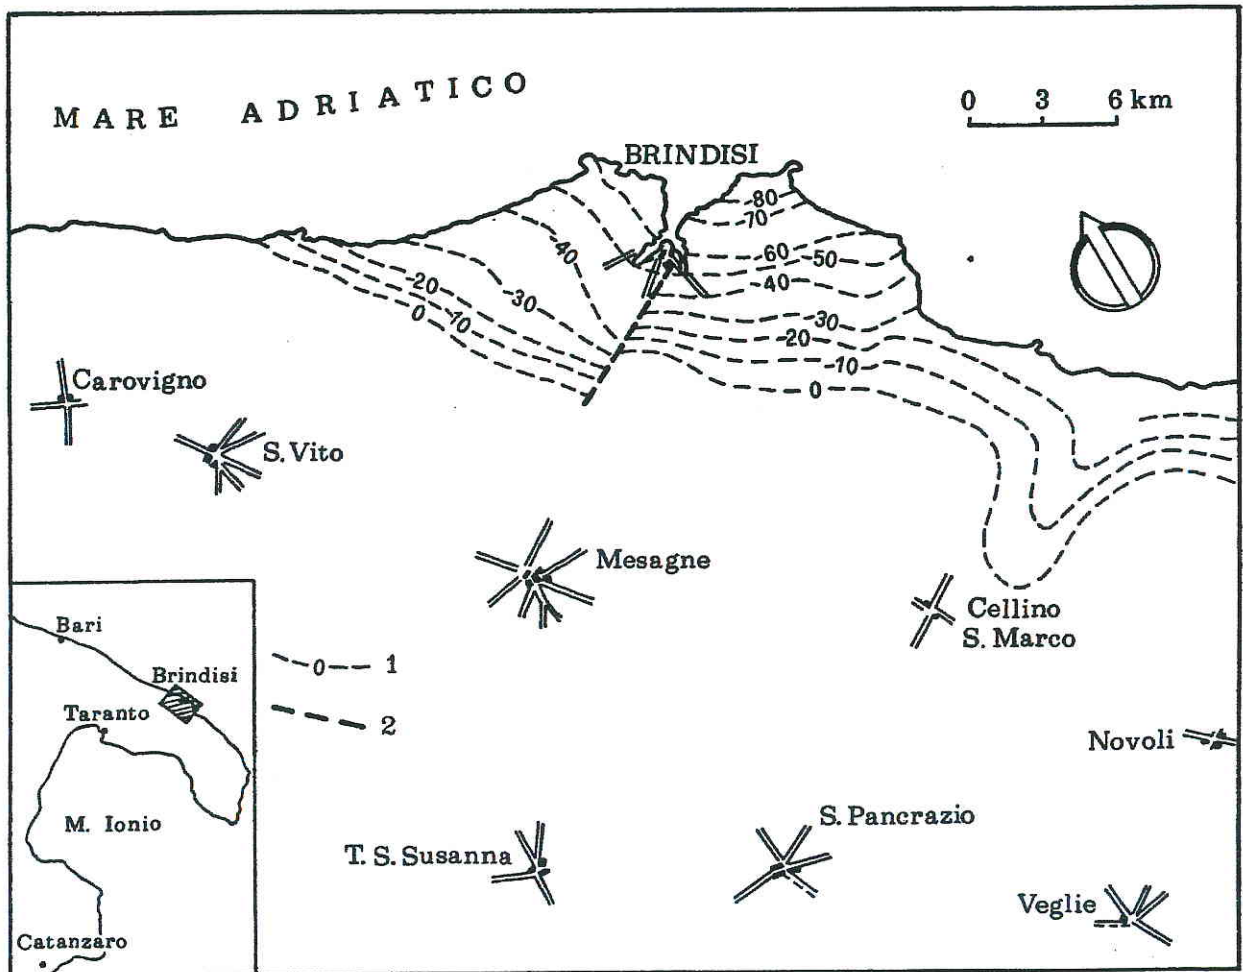 MARE ADRIATICO
0 3 6 km
BRINDISI
-80
-70
-60
-50
-40
-30
-20
-10
0
-40
-30
-20
-10
0
Carovigno
S. Vito
Mesagne
Cellino
S. Marco
Bari
Brindisi
Taranto
M. Ionio
Catanzaro
0 1
2
Novoli
S. Pancrazio
T. S. Susanna
Veglie